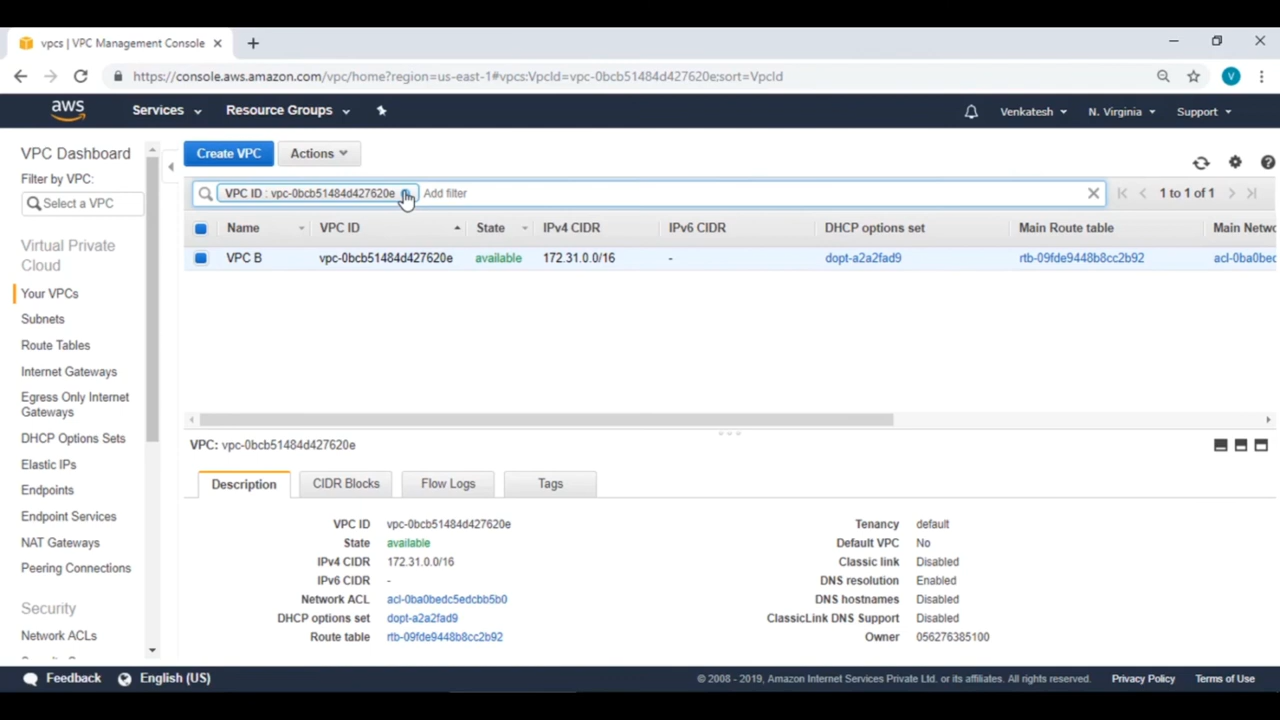 vpcs | VPC Management Console
https://console.aws.amazon.com/vpc/home?region=us-east-1#vpcs:VpcId=vpc-0bcb51484d427620e;sort=VpcId
V
aws Services Resource Groups Venkatesh N. Virginia Support
VPC Dashboard
Filter by VPC:
Select a VPC
Virtual Private
Cloud
Your VPCs
Subnets
Route Tables
Internet Gateways
Egress Only Internet
Gateways
DHCP Options Sets
Elastic IPs
Endpoints
Endpoint Services
NAT Gateways
Peering Connections
Security
Network ACLs
Create VPC Actions
VPC ID : vpc-0bcb51484d427620e Add filter 1 to 1 of 1
Name VPC ID State IPv4 CIDR IPv6 CIDR DHCP options set Main Route table Main Netwo
VPC B vpc-0bcb51484d427620e available 172.31.0.0/16 - dopt-a2a2fad9 rtb-09fde9448b8cc2b92 acl-0ba0bec
VPC: vpc-0bcb51484d427620e
Description CIDR Blocks Flow Logs Tags
VPC ID vpc-0bcb51484d427620e Tenancy default
State available Default VPC No
IPv4 CIDR 172.31.0.0/16 Classic link Disabled
IPv6 CIDR - DNS resolution Enabled
Network ACL acl-0ba0bedc5edcbb5b0 DNS hostnames Disabled
DHCP options set dopt-a2a2fad9 ClassicLink DNS Support Disabled
Route table rtb-09fde9448b8cc2b92 Owner 056276385100
Feedback English (US) © 2008 - 2019, Amazon Internet Services Private Ltd. or its affiliates. All rights reserved. Privacy Policy Terms of Use